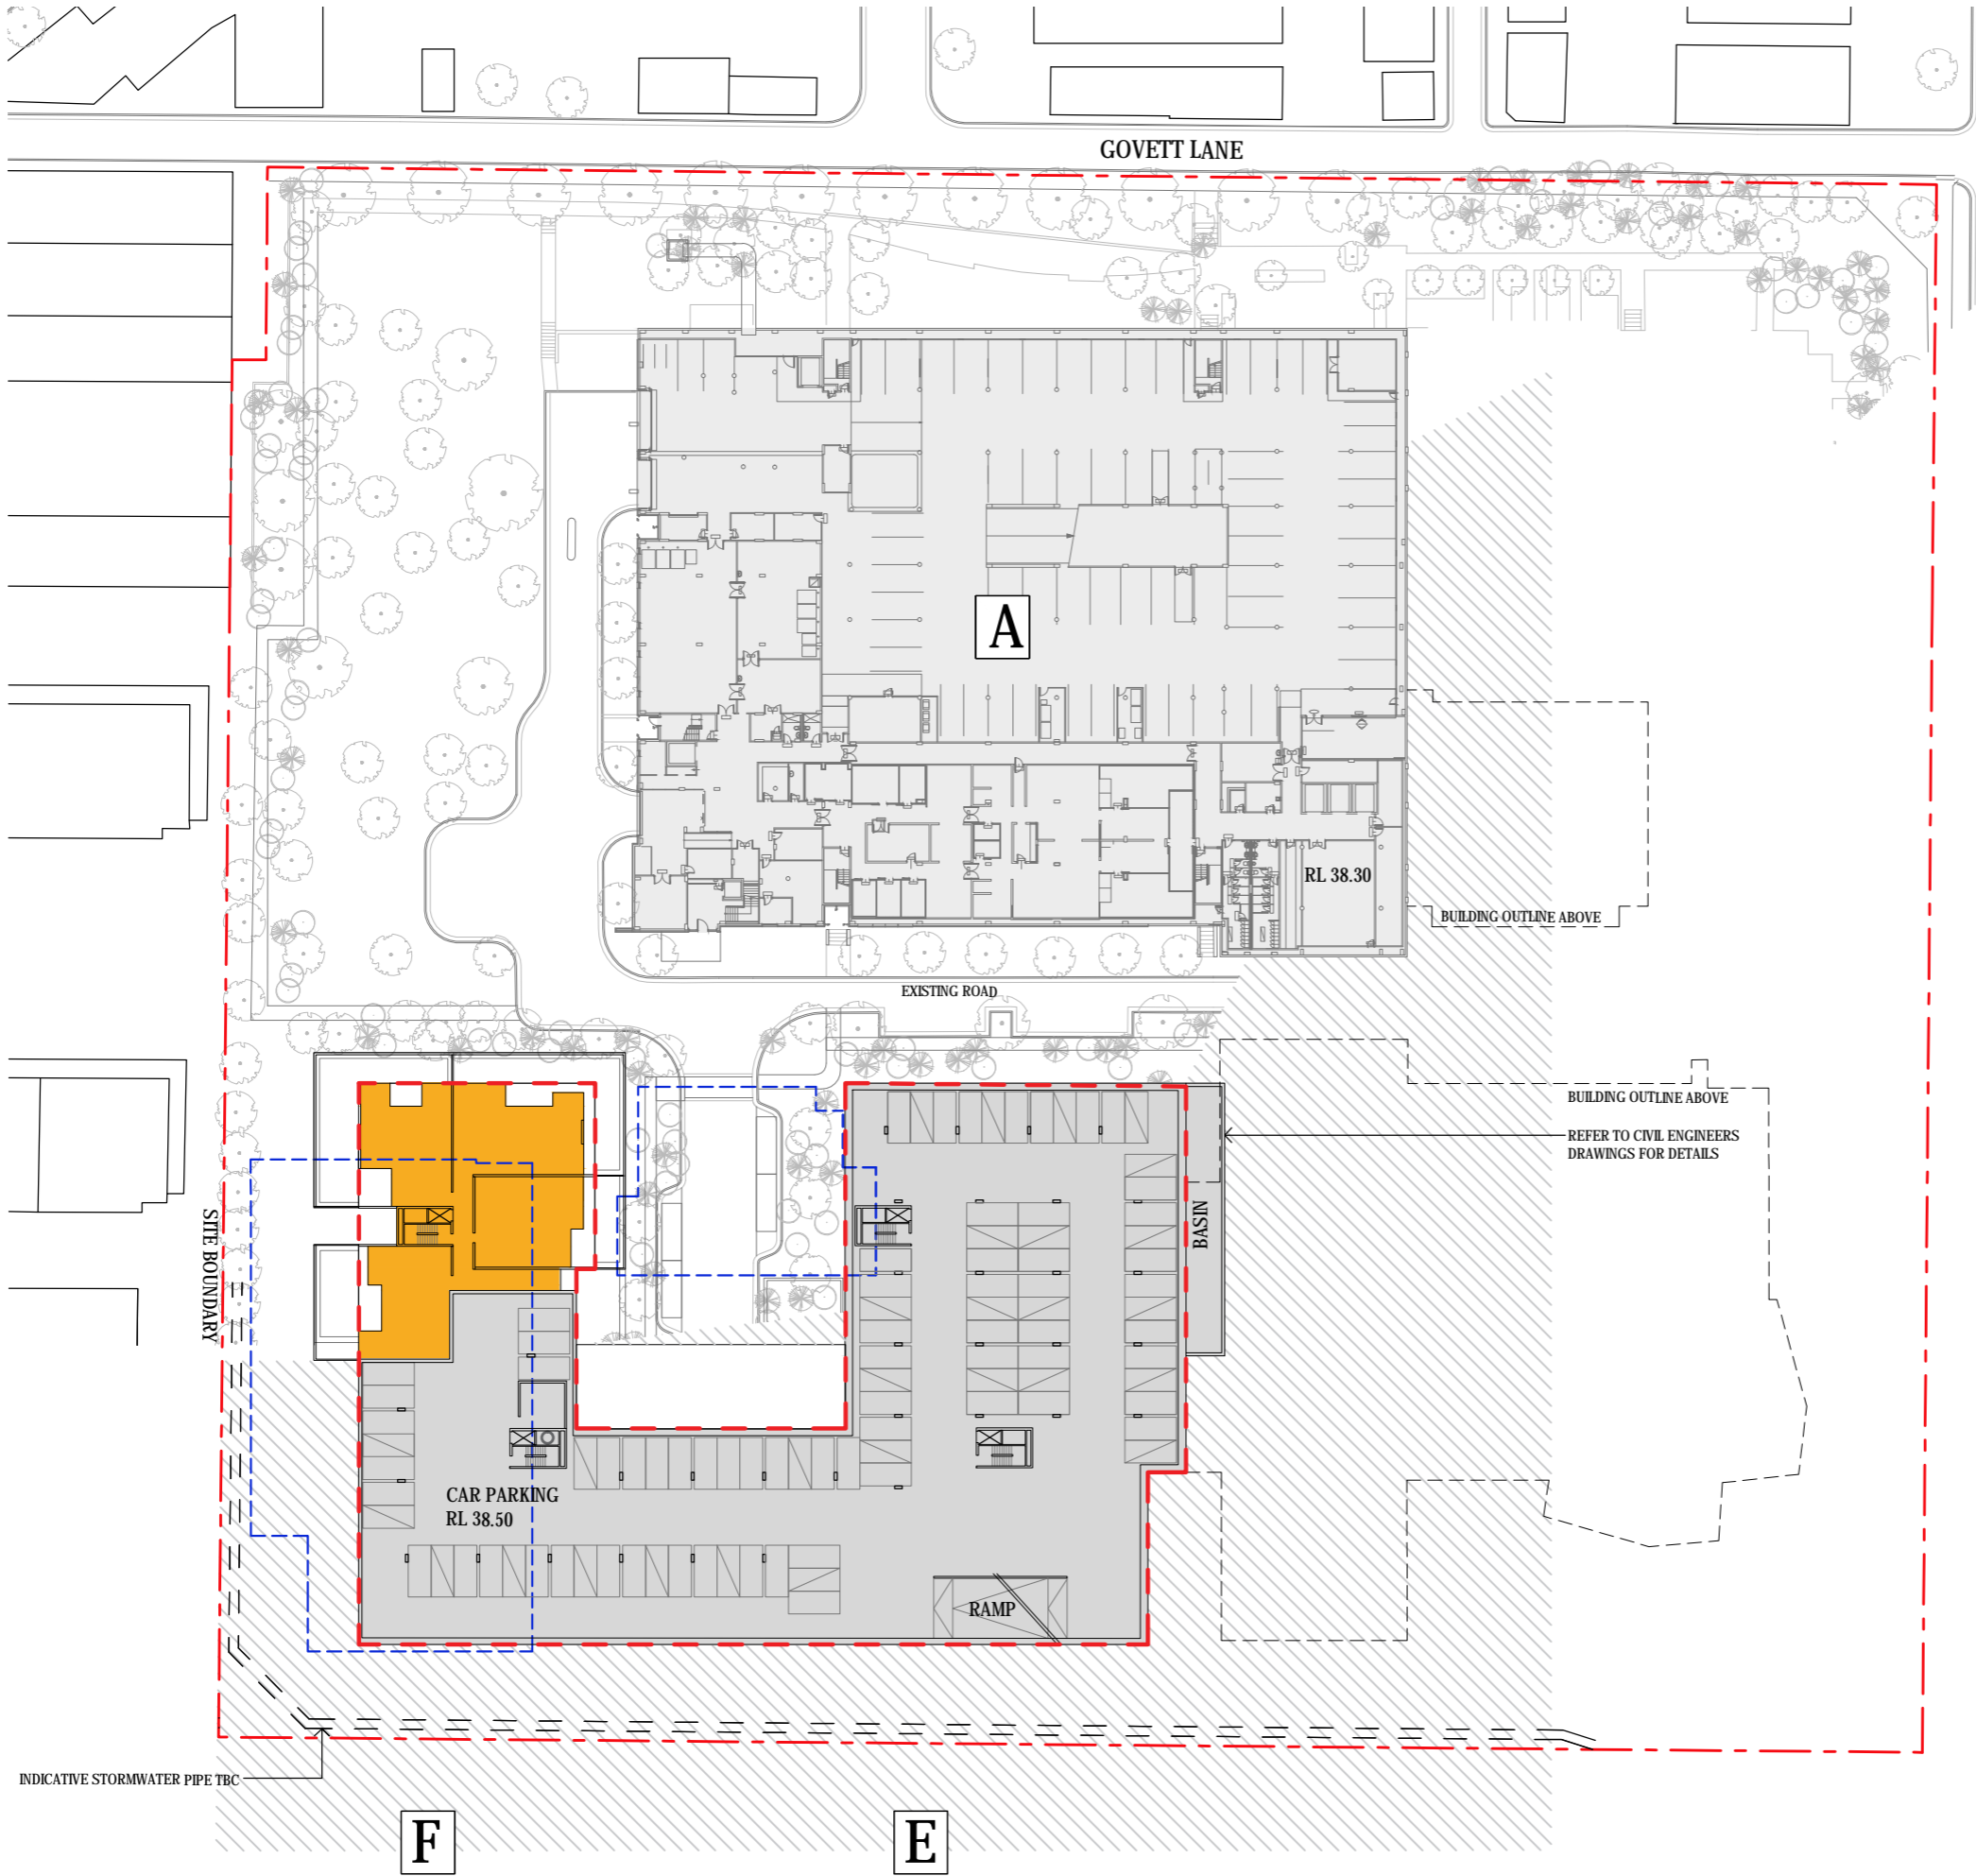 GOVETT LANE
A
RL 38.30
BUILDING OUTLINE ABOVE
EXISTING ROAD
BUILDING OUTLINE ABOVE
REFER TO CIVIL ENGINEERS
DRAWINGS FOR DETAILS
BASIN
SITE BOUNDARY
CAR PARKING
RL 38.50
RAMP
INDICATIVE STORMWATER PIPE TBC
F
E